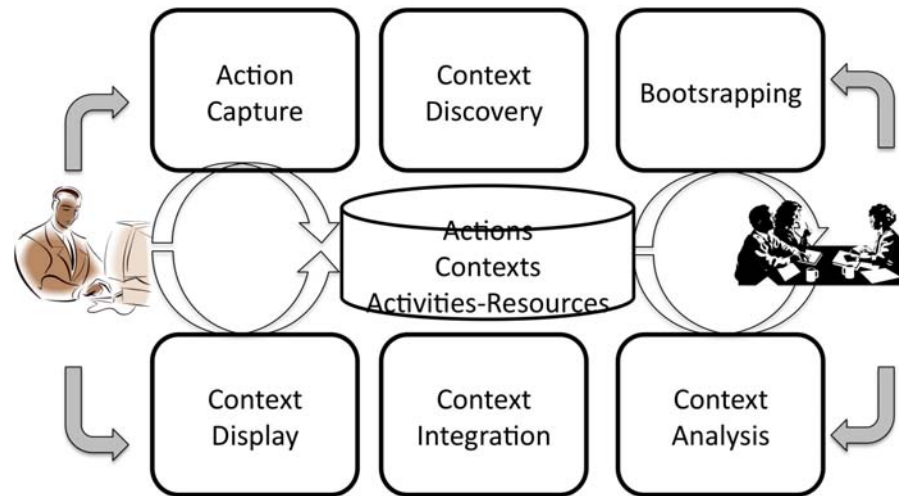 Action
Capture
Context
Discovery
Bootsrapping
Actions
Contexts
Activities-Resources
Context
Display
Context
Integration
Context
Analysis